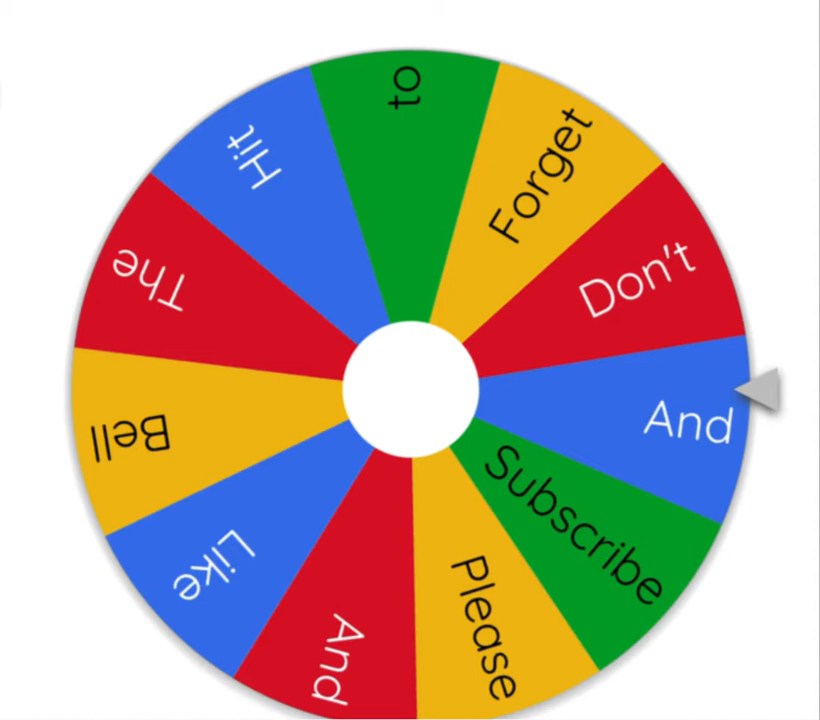 to
Forget
Don't
And
Subscribe
Please
And
Like
Bell
The
Hit